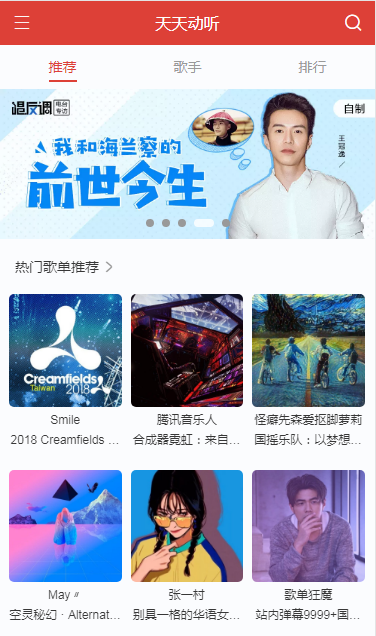 天天动听
推荐
歌手
排行
唱反调
电台专访
自制
我和海兰察的
前世今生
王冠逸
热门歌单推荐
Creamfields
Taiwan 2018
Smile
2018 Creamfields ...
腾讯音乐人
合成器霓虹：来自...
怪癖先森爱抠脚萝莉
国摇乐队：以梦想...
May〃
空灵秘幻 · Alternat...
张一村
别具一格的华语女...
歌单狂魔
站内弹幕9999+国...